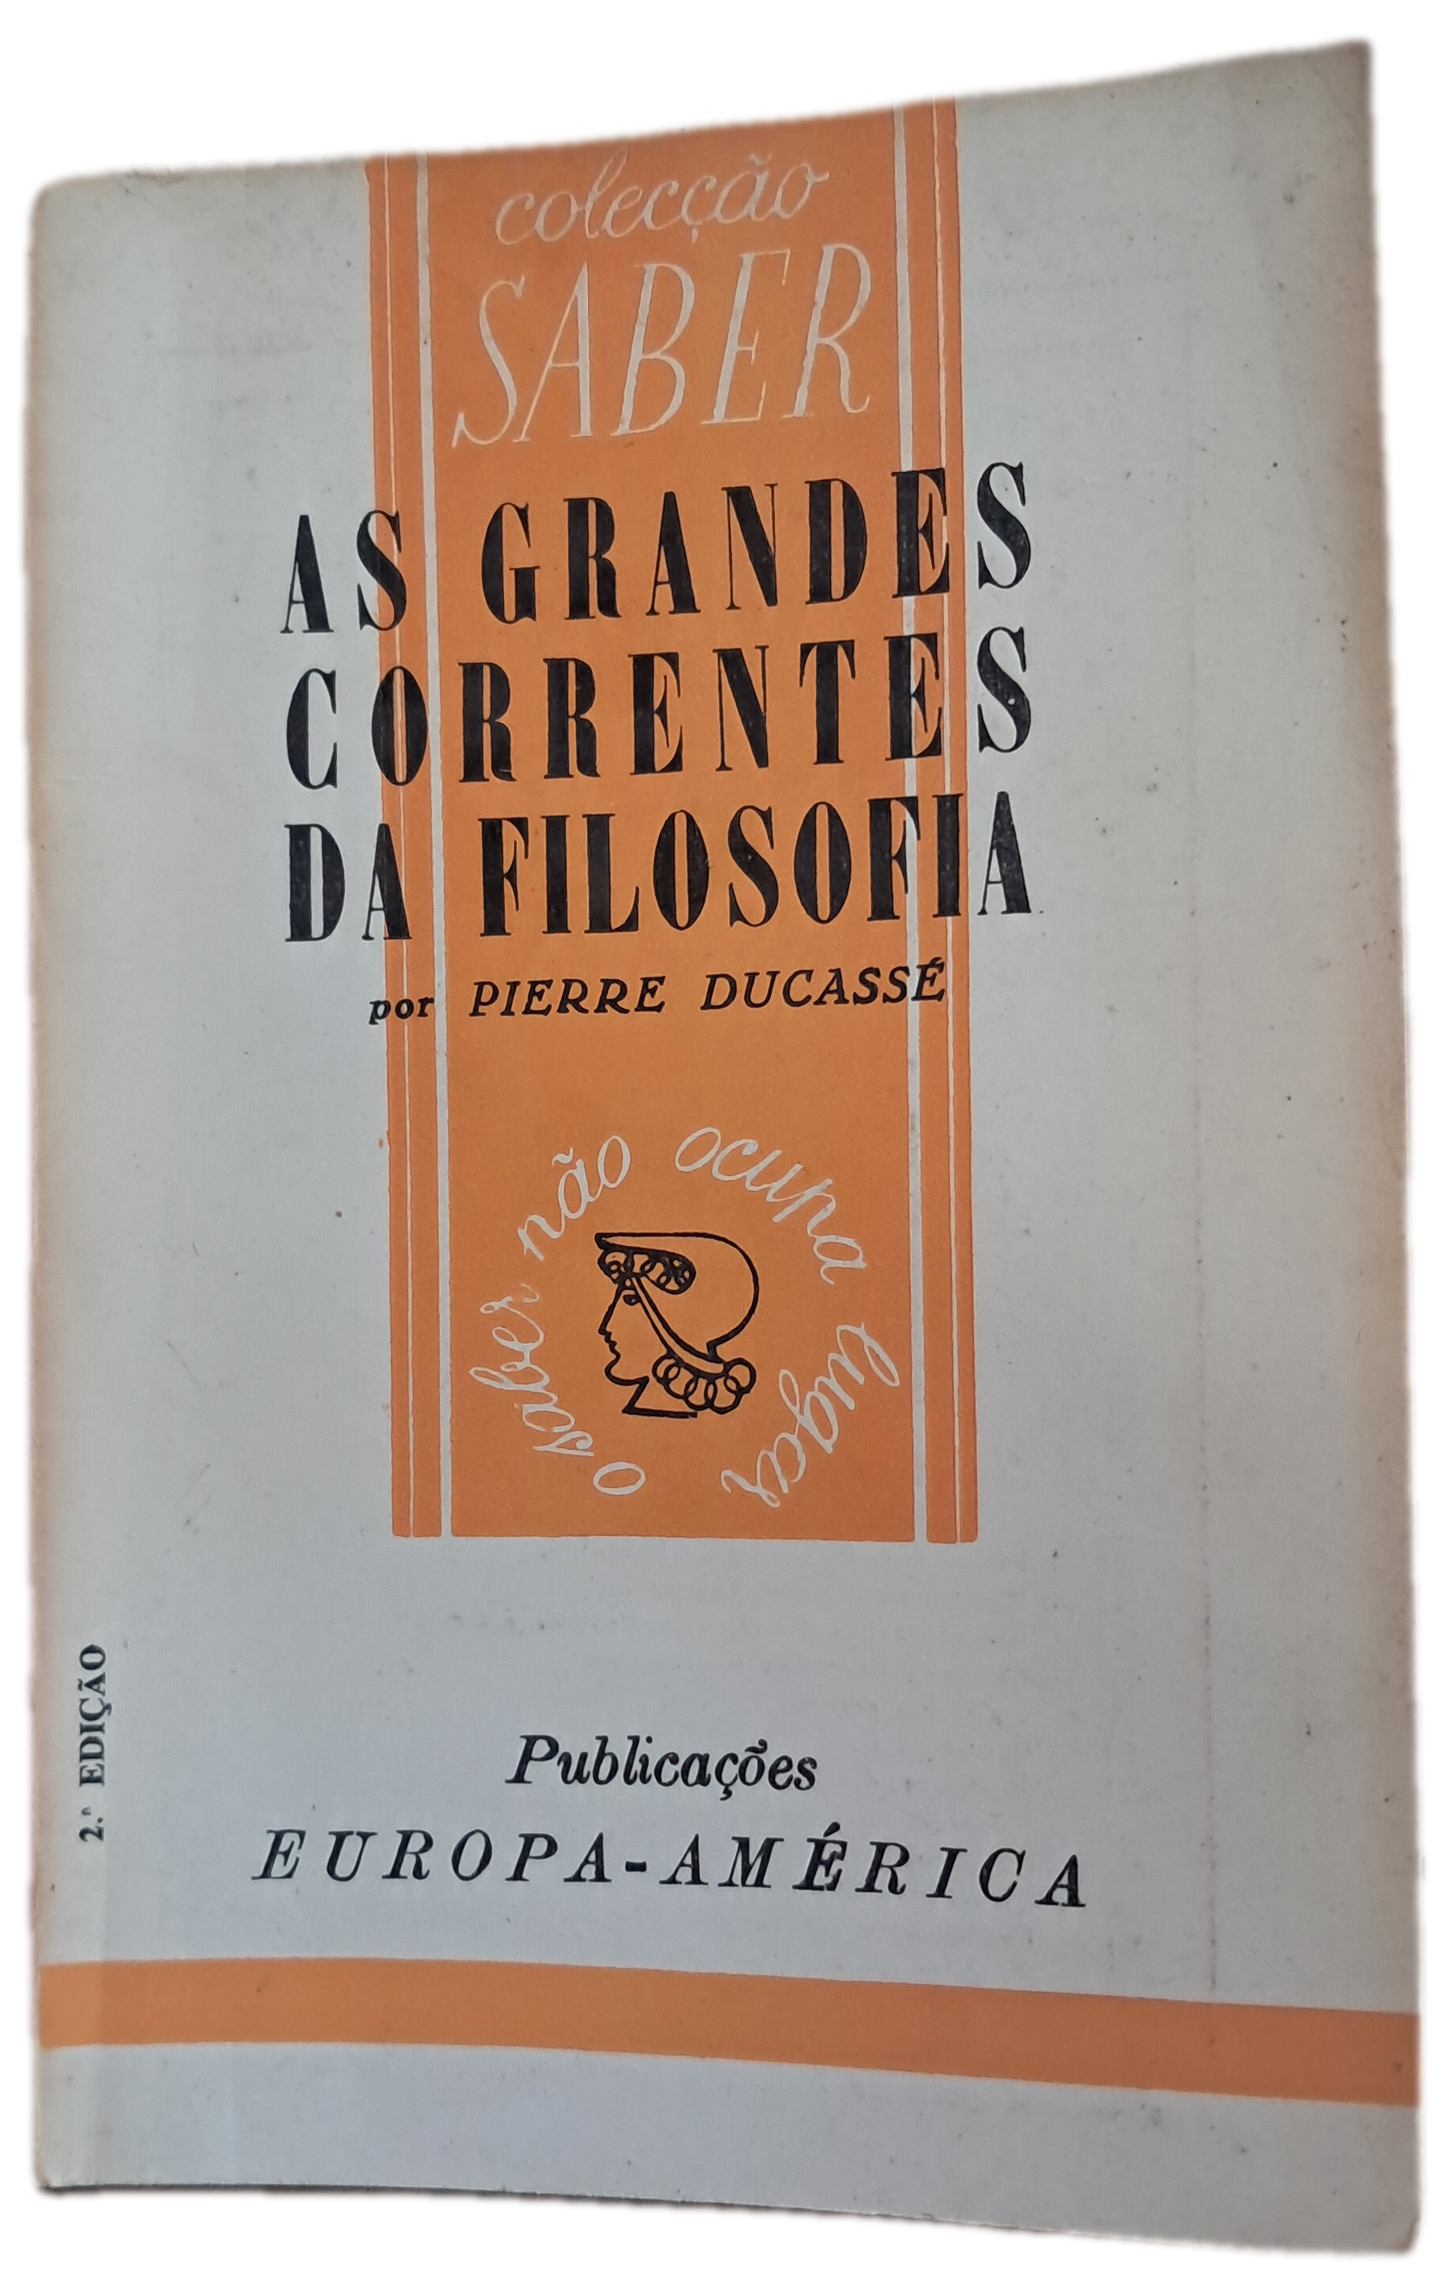 colecção
SABER
AS GRANDES
CORRENTES
DA FILOSOFIA
por PIERRE DUCASSÉ
o saber não ocupa lugar
2.ª EDIÇÃO
Publicações
EUROPA-AMÉRICA